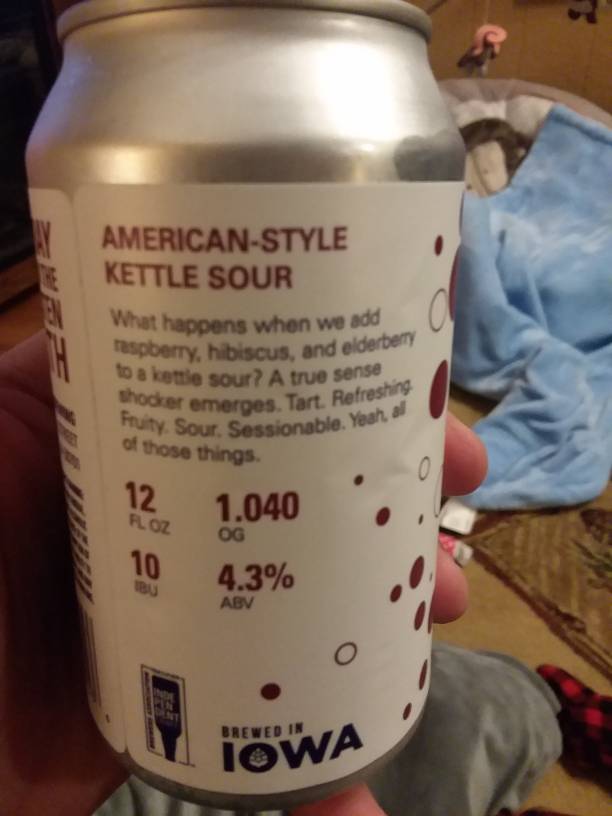 AMERICAN-STYLE
KETTLE SOUR
What happens when we add
raspberry, hibiscus, and elderberry
to a kettle sour? A true sense
shocker emerges. Tart. Refreshing.
Fruity. Sour. Sessionable. Yeah, all
of those things.
12
FL OZ
1.040
OG
10
IBU
4.3%
ABV
INDE
PEN
DENT
BREWED IN
IOWA